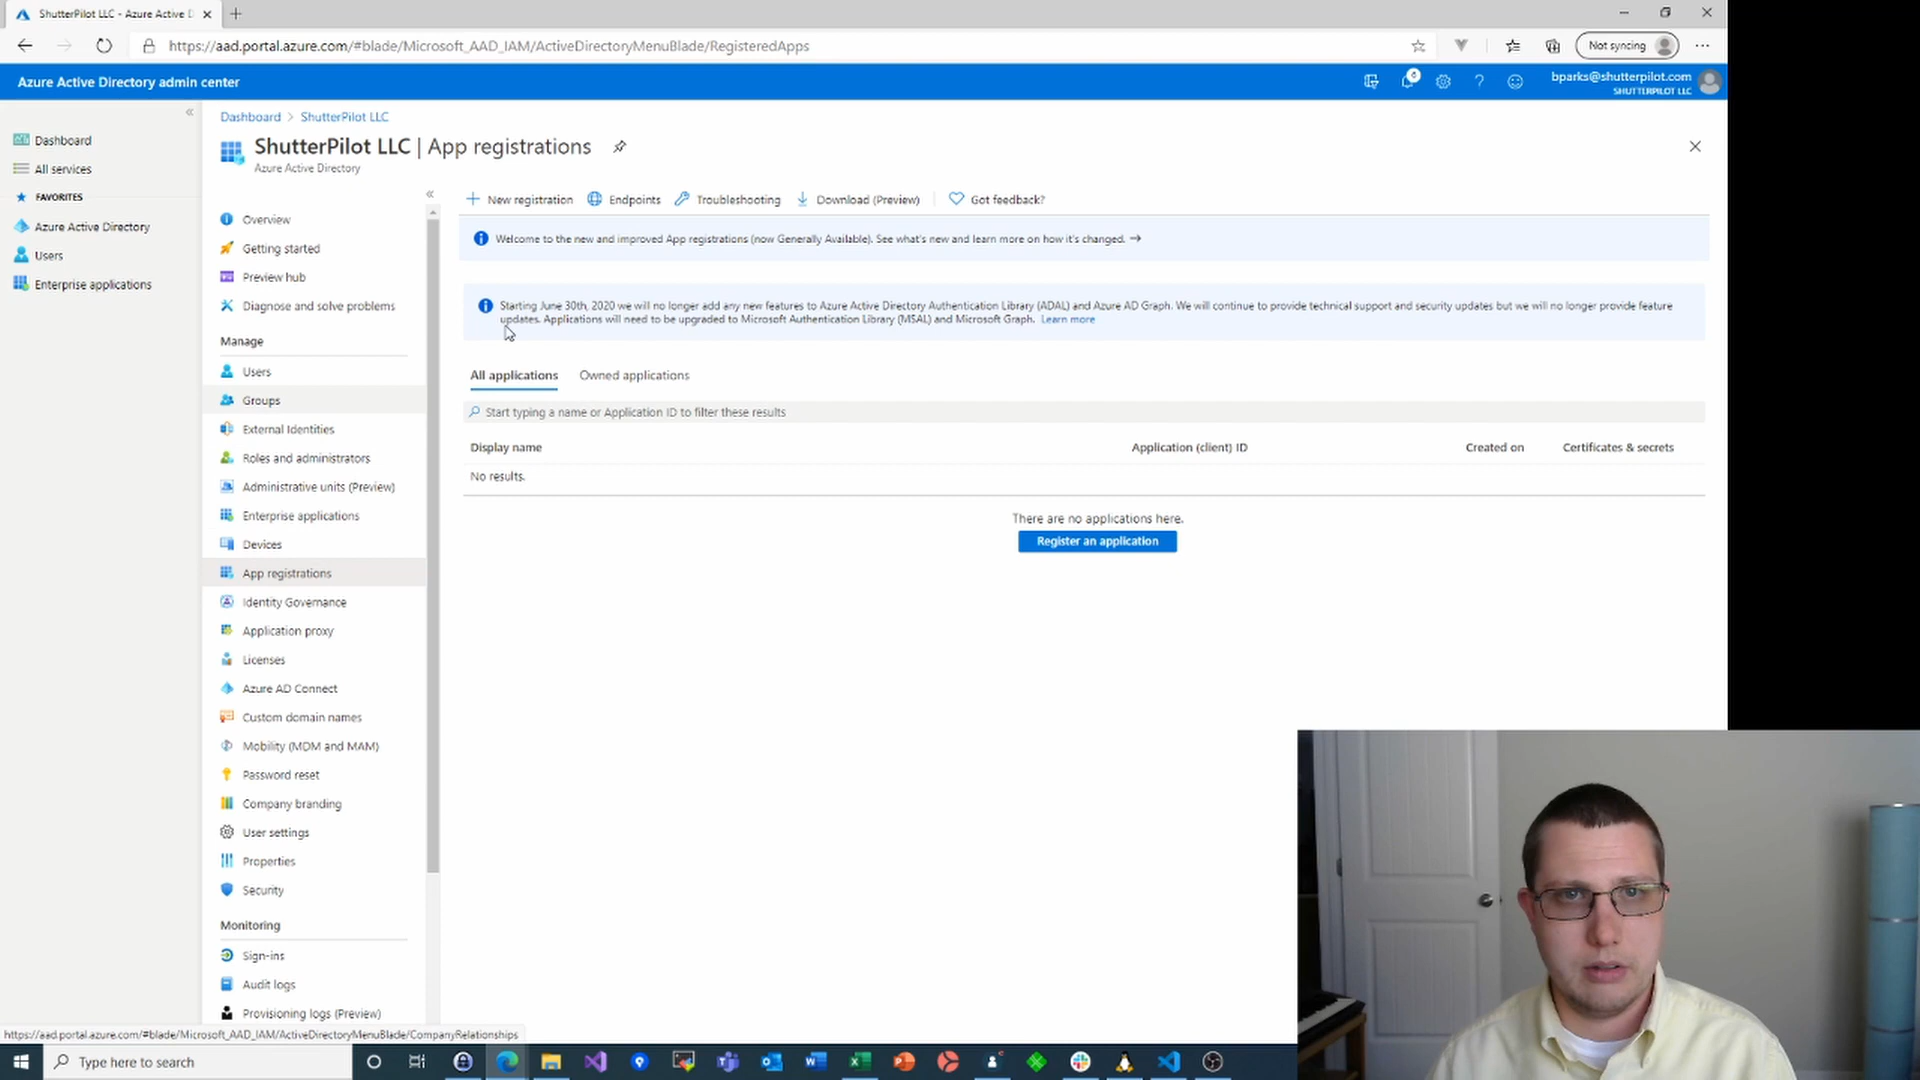 ShutterPilot LLC - Azure Active D
https://aad.portal.azure.com/#blade/Microsoft_AAD_IAM/ActiveDirectoryMenuBlade/RegisteredApps
Not syncing
Azure Active Directory admin center
bparks@shutterpilot.com
SHUTTERPILOT LLC
Dashboard
All services
FAVORITES
Azure Active Directory
Users
Enterprise applications
Dashboard > ShutterPilot LLC
ShutterPilot LLC | App registrations
Azure Active Directory
Overview
Getting started
Preview hub
Diagnose and solve problems
Manage
Users
Groups
External Identities
Roles and administrators
Administrative units (Preview)
Enterprise applications
Devices
App registrations
Identity Governance
Application proxy
Licenses
Azure AD Connect
Custom domain names
Mobility (MDM and MAM)
Password reset
Company branding
User settings
Properties
Security
Monitoring
Sign-ins
Audit logs
Provisioning logs (Preview)
New registration Endpoints Troubleshooting Download (Preview) Got feedback?
Welcome to the new and improved App registrations (now Generally Available). See what's new and learn more on how it's changed. →
Starting June 30th, 2020 we will no longer add any new features to Azure Active Directory Authentication Library (ADAL) and Azure AD Graph. We will continue to provide technical support and security updates but we will no longer provide feature
updates. Applications will need to be upgraded to Microsoft Authentication Library (MSAL) and Microsoft Graph. Learn more
All applications Owned applications
Start typing a name or Application ID to filter these results
Display name Application (client) ID Created on Certificates & secrets
No results.
There are no applications here.
Register an application
https://aad.portal.azure.com/#blade/Microsoft_AAD_IAM/ActiveDirectoryMenuBlade/CompanyRelationships
Type here to search